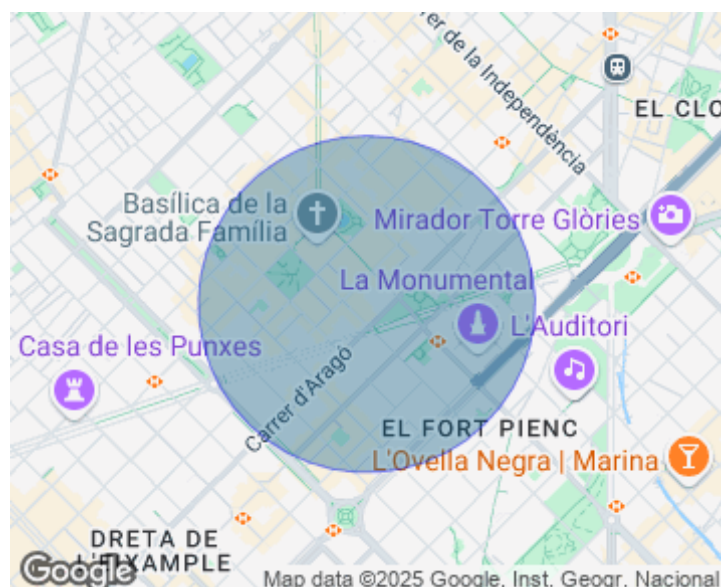 rer de la Independència
EL CLO
Basílica de la
Sagrada Família
Mirador Torre Glòries
La Monumental
L'Auditori
Casa de les Punxes
Carrer d'Aragó
EL FORT PIENC
L'Ovella Negra | Marina
DRETA DE
L'EIXAMPLE
Google
Map data ©2025 Google, Inst. Geogr. Nacional